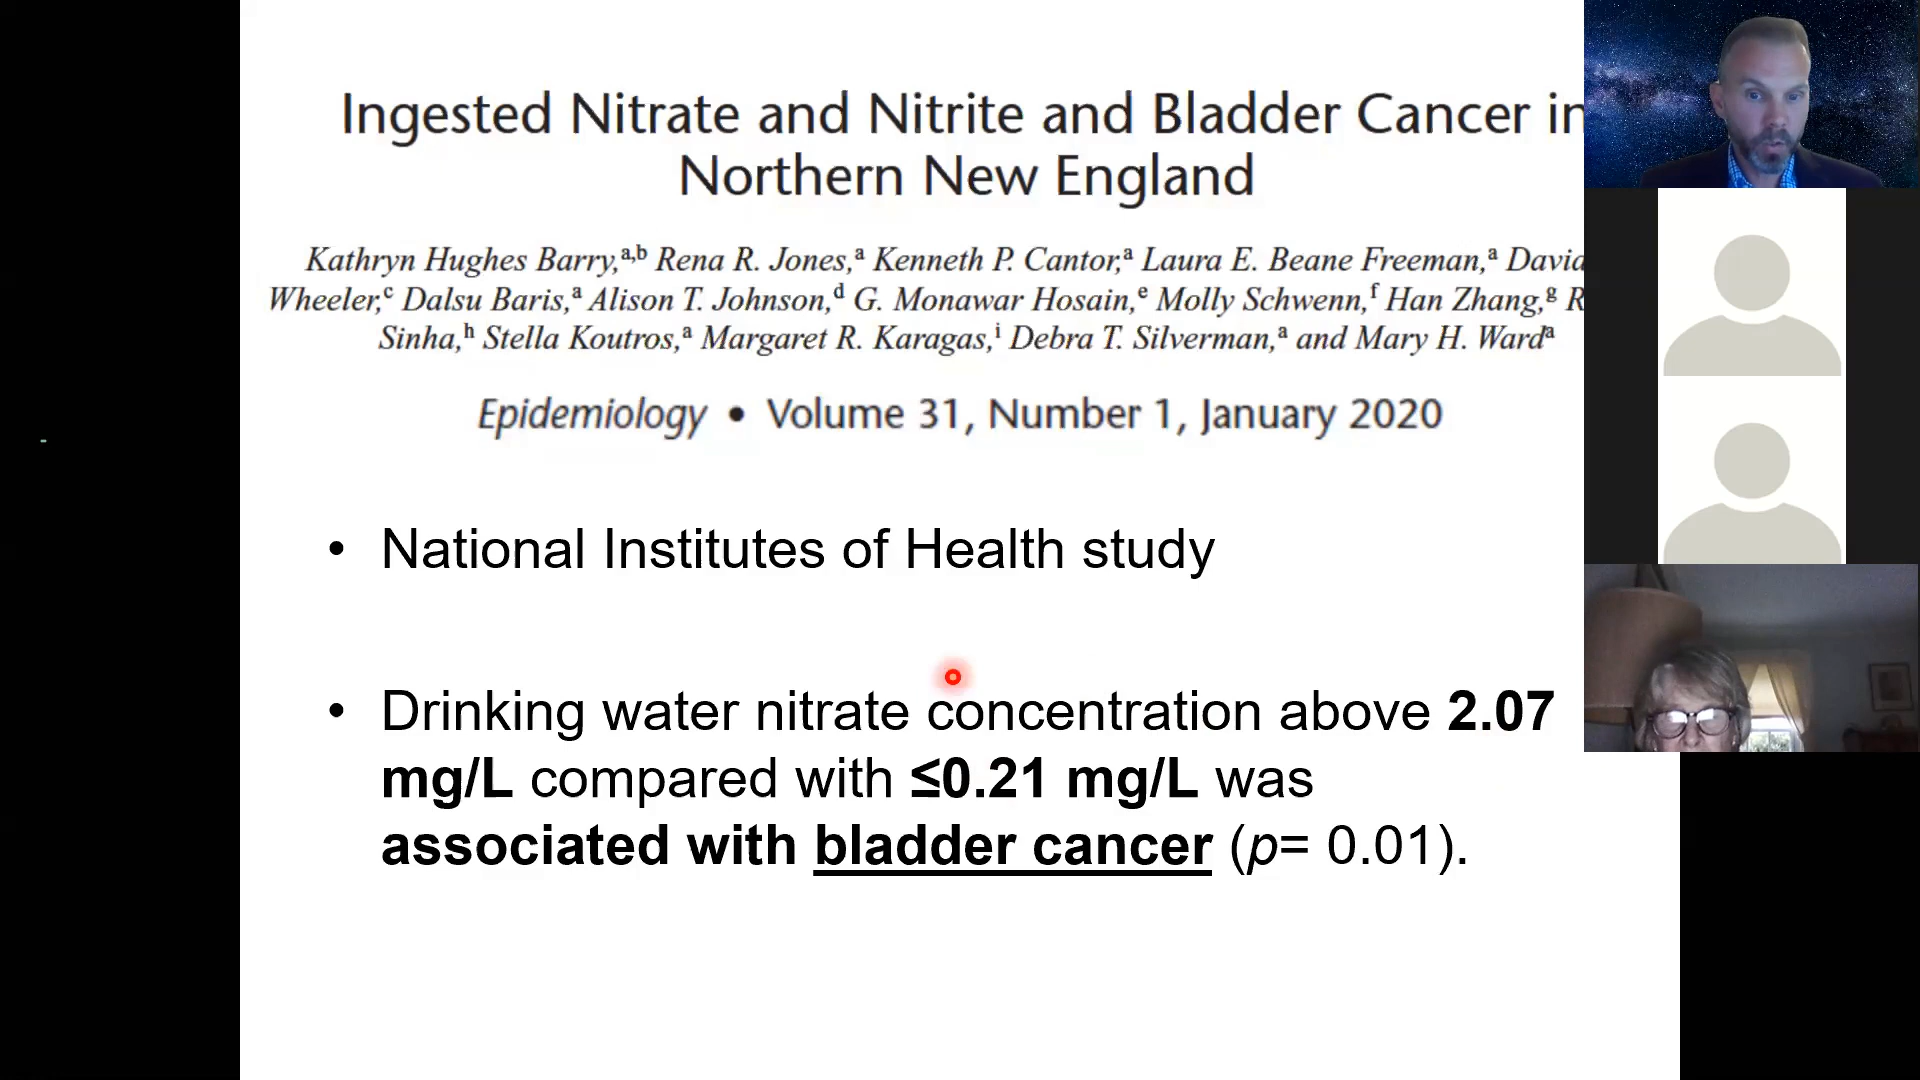 Ingested Nitrate and Nitrite and Bladder Cancer in
Northern New England
Kathryn Hughes Barry,a,b Rena R. Jones,a Kenneth P. Cantor,a Laura E. Beane Freeman,a David
Wheeler,c Dalsu Baris,a Alison T. Johnson,d G. Monawar Hosain,e Molly Schwenn,f Han Zhang,g R
Sinha,h Stella Koutros,a Margaret R. Karagas,i Debra T. Silverman,a and Mary H. Warda
Epidemiology • Volume 31, Number 1, January 2020
• National Institutes of Health study
• Drinking water nitrate concentration above 2.07
mg/L compared with ≤0.21 mg/L was
associated with bladder cancer (p= 0.01).